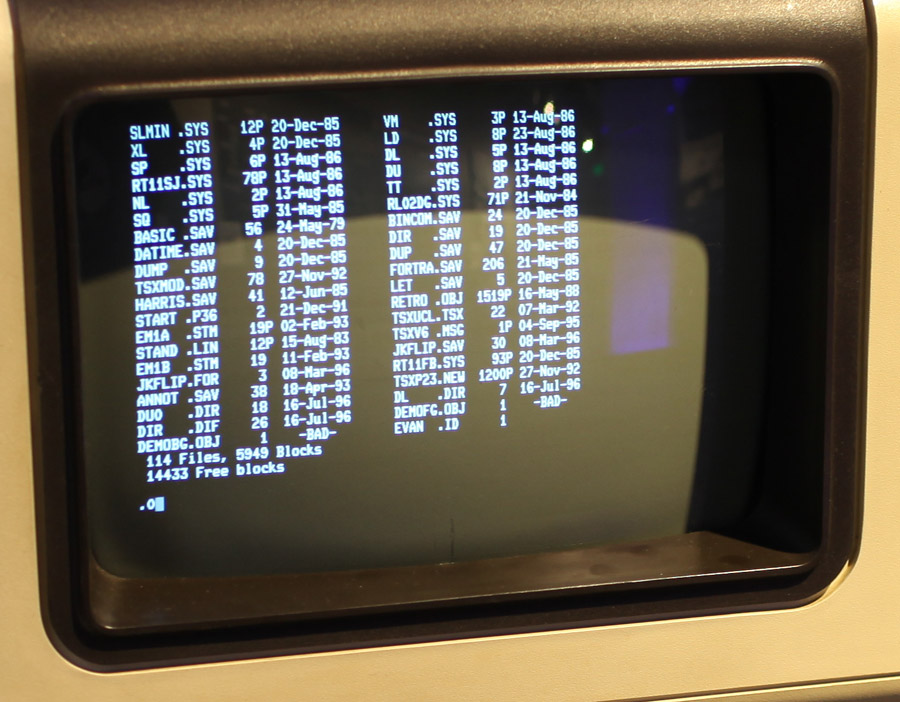 SLMIN .SYS 12P 20-Dec-85 VM .SYS 3P 13-Aug-86
XL .SYS 4P 20-Dec-85 LD .SYS 8P 23-Aug-86
SP .SYS 6P 13-Aug-86 DL .SYS 5P 13-Aug-86
RT11SJ.SYS 78P 13-Aug-86 DU .SYS 8P 13-Aug-86
NL .SYS 2P 13-Aug-86 TT .SYS 2P 13-Aug-86
SQ .SYS 5P 31-May-85 RL02DG.SYS 71P 21-Nov-84
BASIC .SAV 56 24-May-79 BINCOM.SAV 24 20-Dec-85
DATIME.SAV 4 20-Dec-85 DIR .SAV 19 20-Dec-85
DUMP .SAV 9 20-Dec-85 DUP .SAV 47 20-Dec-85
TSXMOD.SAV 78 27-Nov-92 FORTRA.SAV 206 21-May-85
HARRIS.SAV 41 12-Jun-85 LET .SAV 5 20-Dec-85
START .P36 2 21-Dec-91 RETRO .OBJ 1519P 16-May-88
EM1A .STM 19P 02-Feb-93 TSXUCL.TSX 22 07-Mar-92
STAND .LIN 12P 15-Aug-83 TSXV6 .MSG 1P 04-Sep-95
EM1B .STM 19 11-Feb-93 JKFLIP.SAV 30 08-Mar-96
JKFLIP.FOR 3 08-Mar-96 RT11FB.SYS 93P 20-Dec-85
ANNOT .SAV 38 18-Apr-93 TSXP23.NEW 1200P 27-Nov-92
DUO .DIR 18 16-Jul-96 DL .DIR 7 16-Jul-96
DIR .DIF 26 16-Jul-96 DEMOFG.OBJ 1 -BAD-
DEMOBG.OBJ 1 -BAD- EVAN .ID 1
114 Files, 5949 Blocks
14433 Free blocks
.O